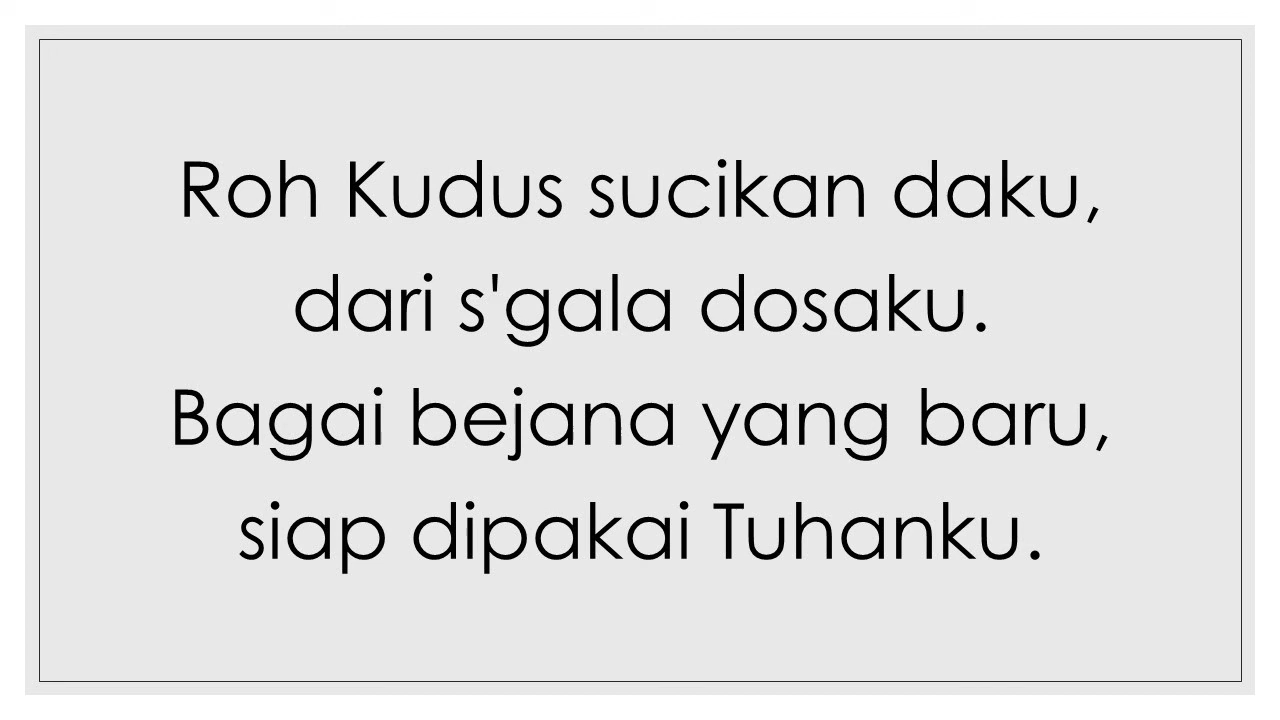 Roh Kudus sucikan daku,
dari s'gala dosaku.
Bagai bejana yang baru,
siap dipakai Tuhanku.